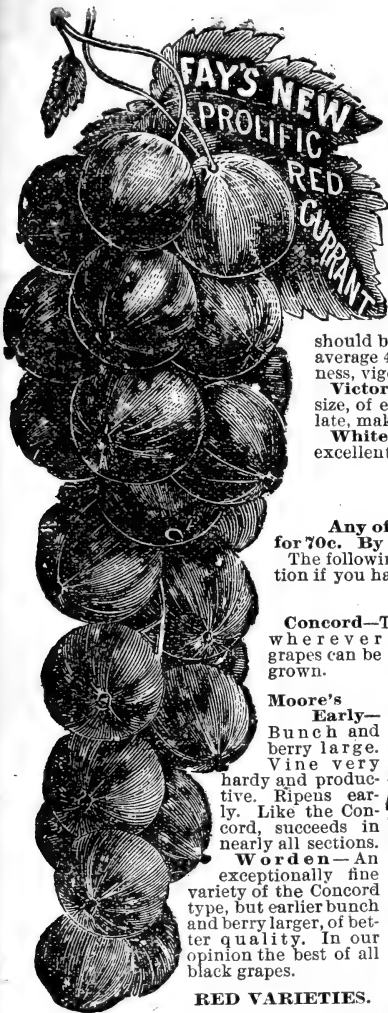 FAY'S NEW
PROLIFIC
RED
CURRANT
should b
average 4
ness, vig
Victor
size, of e
late, mak
White
excellent
Any of
for 70c. By
The followin
tion if you ha
Concord—T
wherever
grapes can be
grown.
Moore's
Early—
Bunch and
berry large.
Vine very
hardy and produc-
tive. Ripens ear-
ly. Like the Con-
cord, succeeds in
nearly all sections.
Worden—An
exceptionally fine
variety of the Concord
type, but earlier bunch
and berry larger, of bet-
ter quality. In our
opinion the best of all
black grapes.
RED VARIETIES.